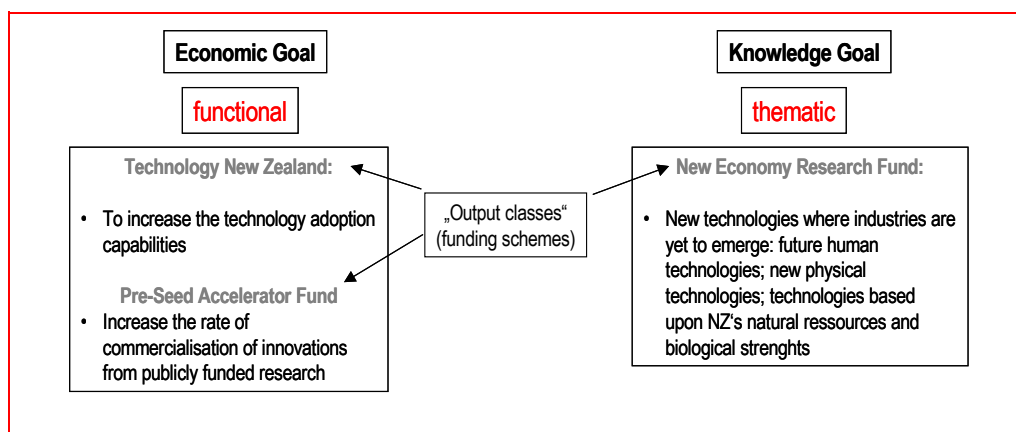 Economic Goal
functional
Technology New Zealand:
• To increase the technology adoption
capabilities
Pre-Seed Accelerator Fund
• Increase the rate of
commercialisation of innovations
from publicly funded research
„Output classes“
(funding schemes)
Knowledge Goal
thematic
New Economy Research Fund:
• New technologies where industries are
yet to emerge: future human
technologies; new physical
technologies; technologies based
upon NZ‘s natural ressources and
biological strenghts